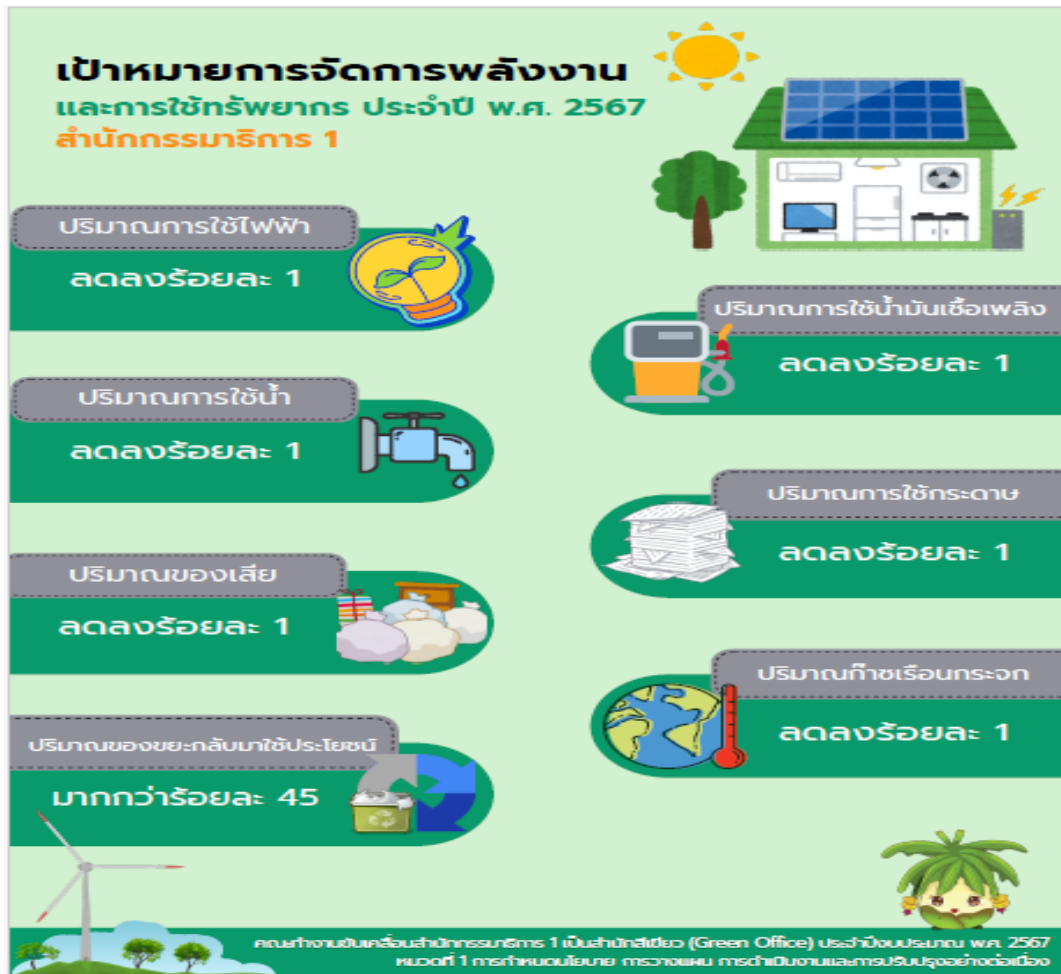 เป้าหมายการจัดการพลังงาน
และการใช้ทรัพยากร ประจำปี พ.ศ. 2567
สำนักกรรมาธิการ 1
ปริมาณการใช้ไฟฟ้า
ลดลงร้อยละ 1
ปริมาณการใช้น้ำมันเชื้อเพลิง
ลดลงร้อยละ 1
ปริมาณการใช้น้ำ
ลดลงร้อยละ 1
ปริมาณการใช้กระดาษ
ลดลงร้อยละ 1
ปริมาณของเสีย
ลดลงร้อยละ 1
ปริมาณก๊าซเรือนกระจก
ลดลงร้อยละ 1
ปริมาณของขยะกลับมาใช้ประโยชน์
มากกว่าร้อยละ 45
คณะทำงานขับเคลื่อนสำนักกรรมาธิการ 1 เป็นสำนักสีเขียว (Green Office) ประจำปีงบประมาณ พ.ศ. 2567
หมวดที่ 1 การกำหนดนโยบาย การวางแผน การดำเนินงานและการปรับปรุงอย่างต่อเนื่อง